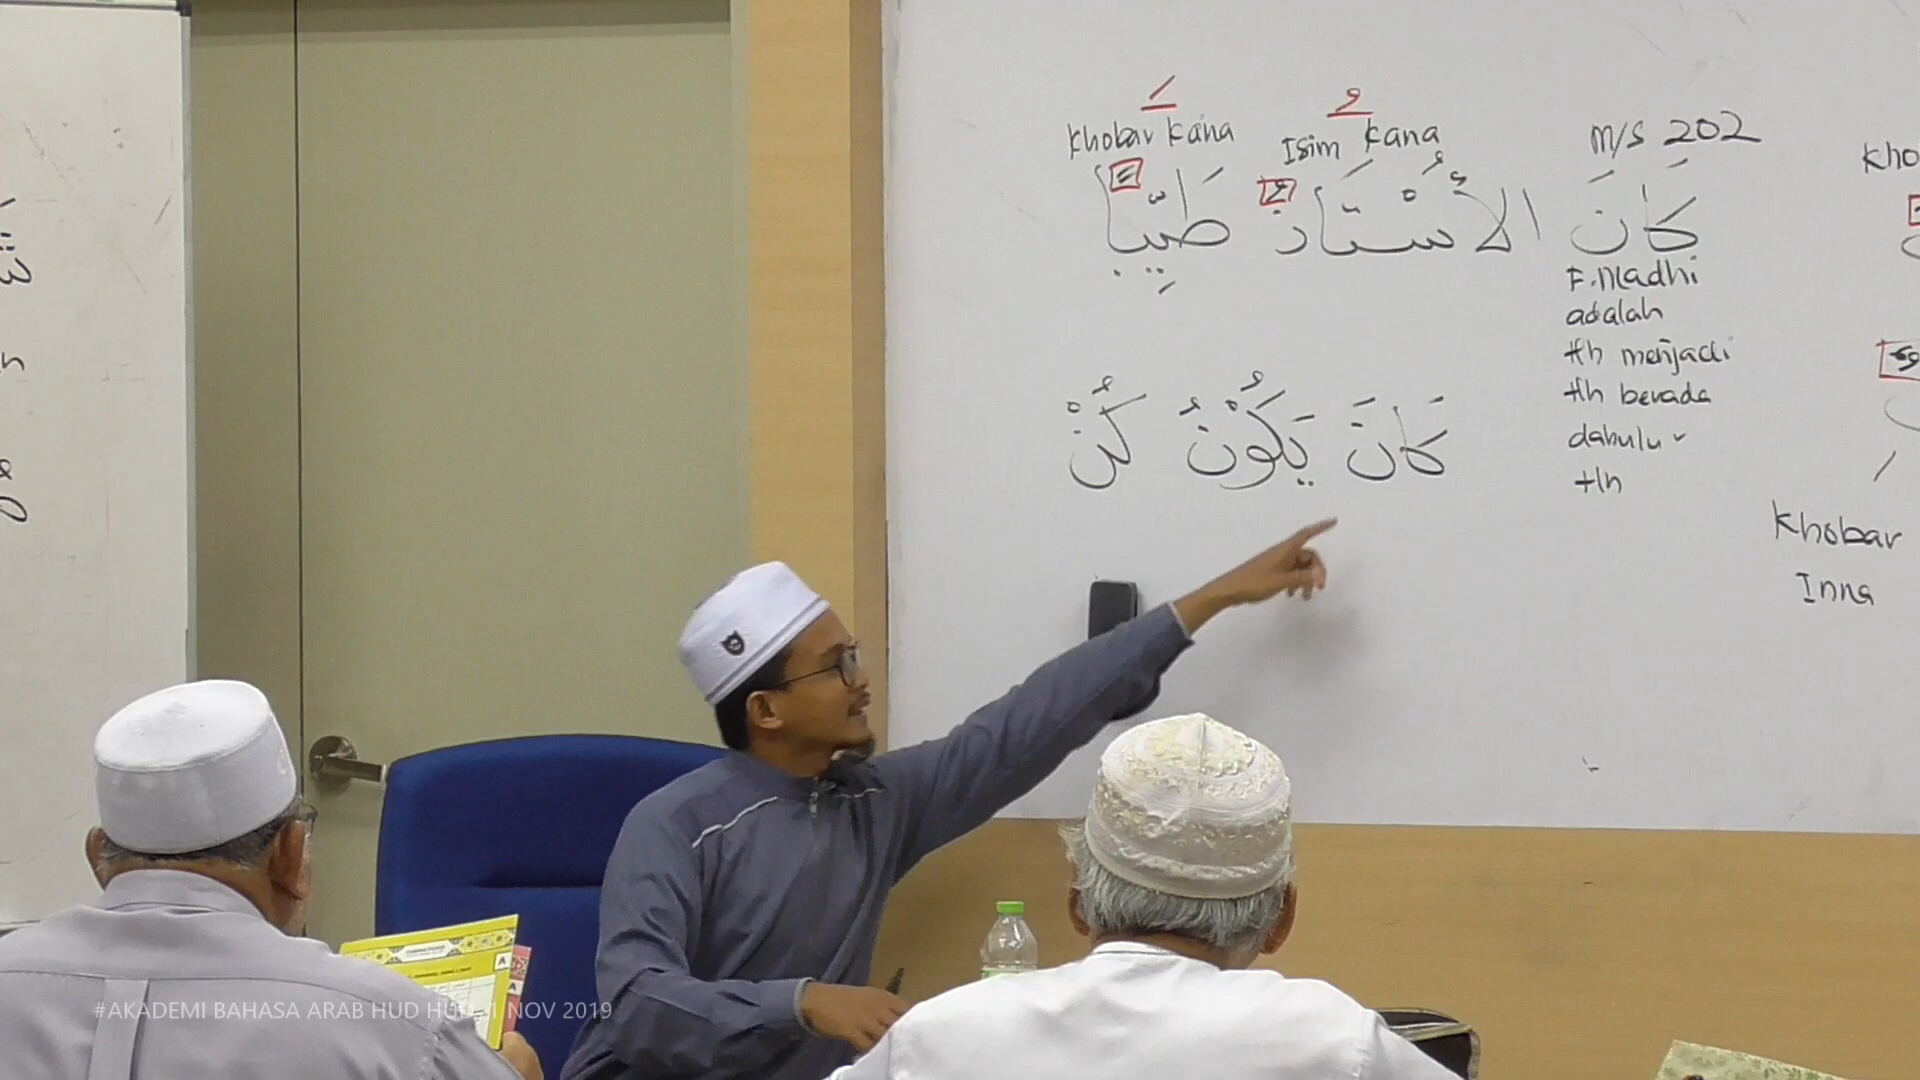 Khobar Kana
Isim Kana
m/s 202
كَانَ الأُسْتَاذُ طَيِّبًا
F. Madhi
adalah
tlh menjadi
tlh berada
dahulu
tlh
كَانَ يَكُوْنُ كُنْ
Kho
Khobar
Inna
#AKADEMI BAHASA ARAB HUD HUD
1 NOV 2019